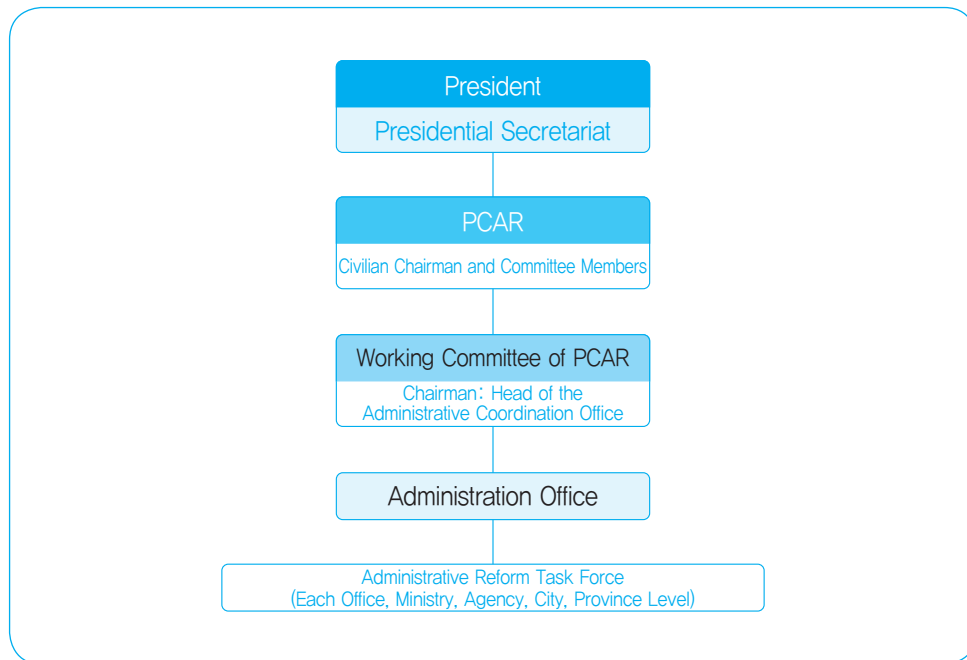 President
Presidential Secretariat
PCAR
Civilian Chairman and Committee Members
Working Committee of PCAR
Chairman: Head of the
Administrative Coordination Office
Administration Office
Administrative Reform Task Force
(Each Office, Ministry, Agency, City, Province Level)